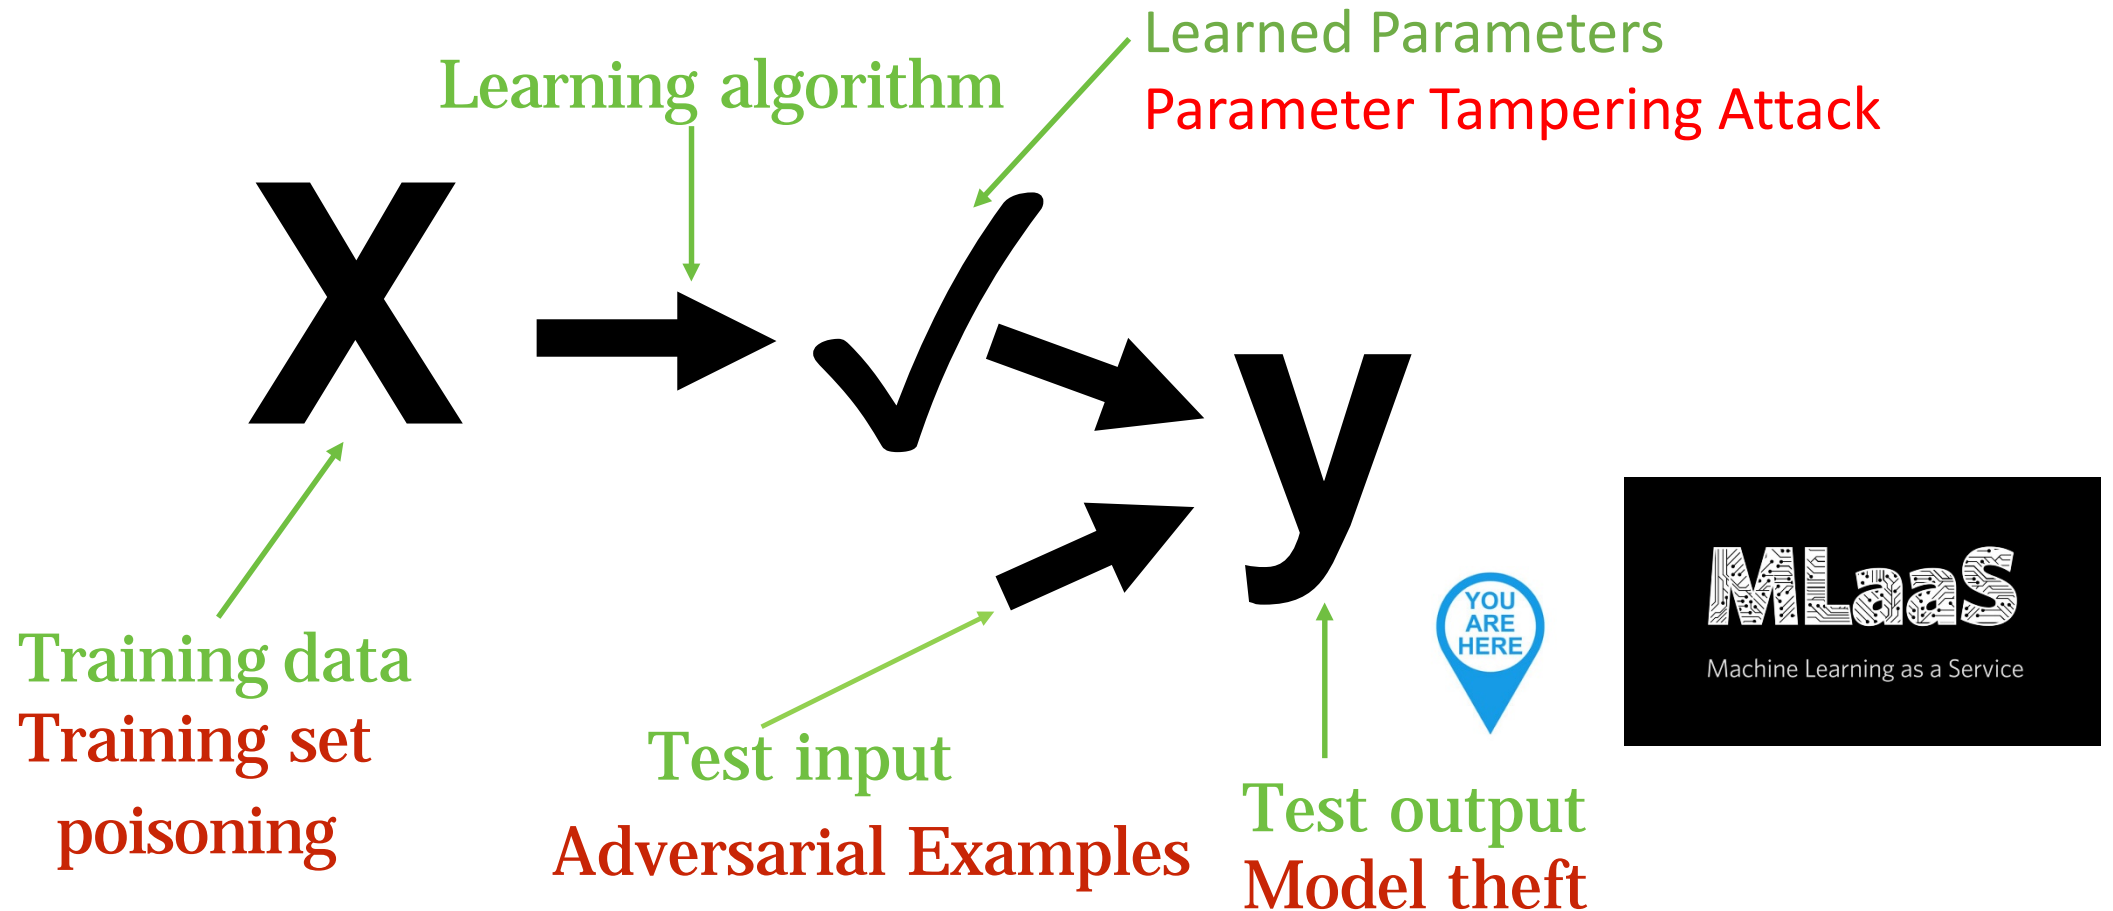 Learned Parameters
Parameter Tampering Attack
Learning algorithm
X
y
YOU
ARE
HERE
MLaaS
Machine Learning as a Service
Training data
Training set
poisoning
Test input
Adversarial Examples
Test output
Model theft